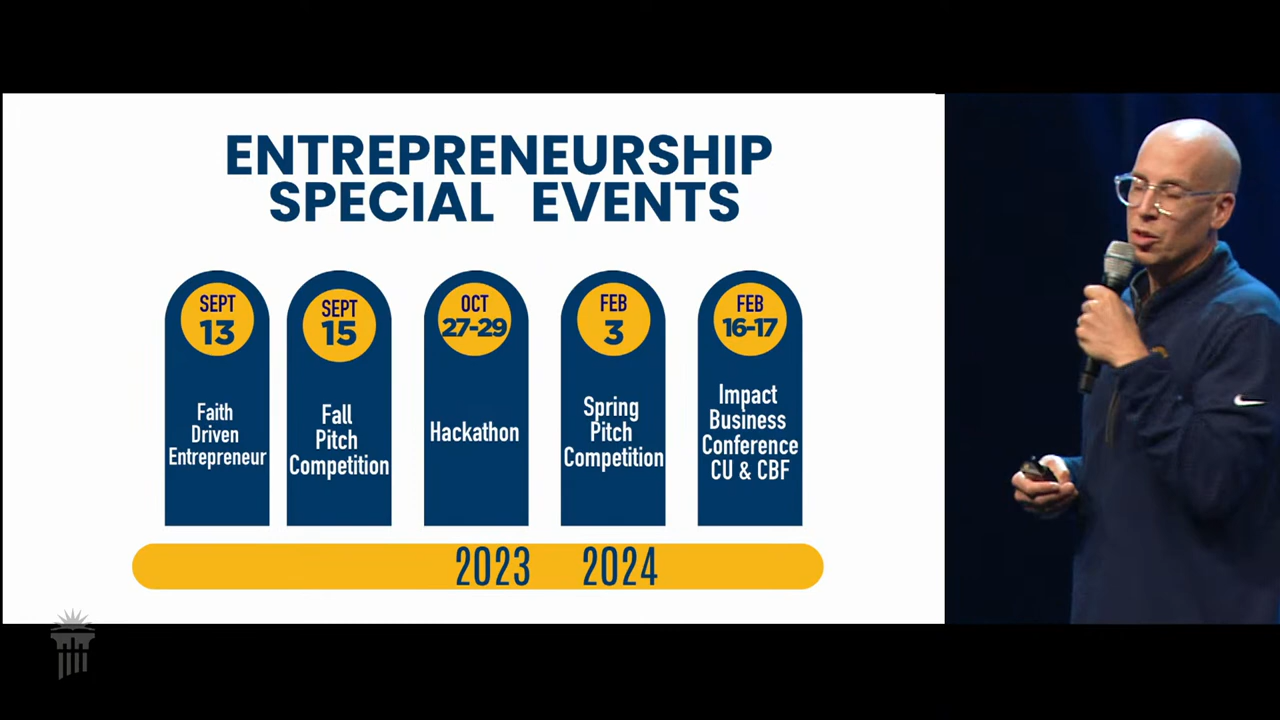 ENTREPRENEURSHIP
SPECIAL EVENTS
SEPT
13
Faith
Driven
Entrepreneur
SEPT
15
Fall
Pitch
Competition
OCT
27-29
Hackathon
FEB
3
Spring
Pitch
Competition
FEB
16-17
Impact
Business
Conference
CU & CBF
2023 2024